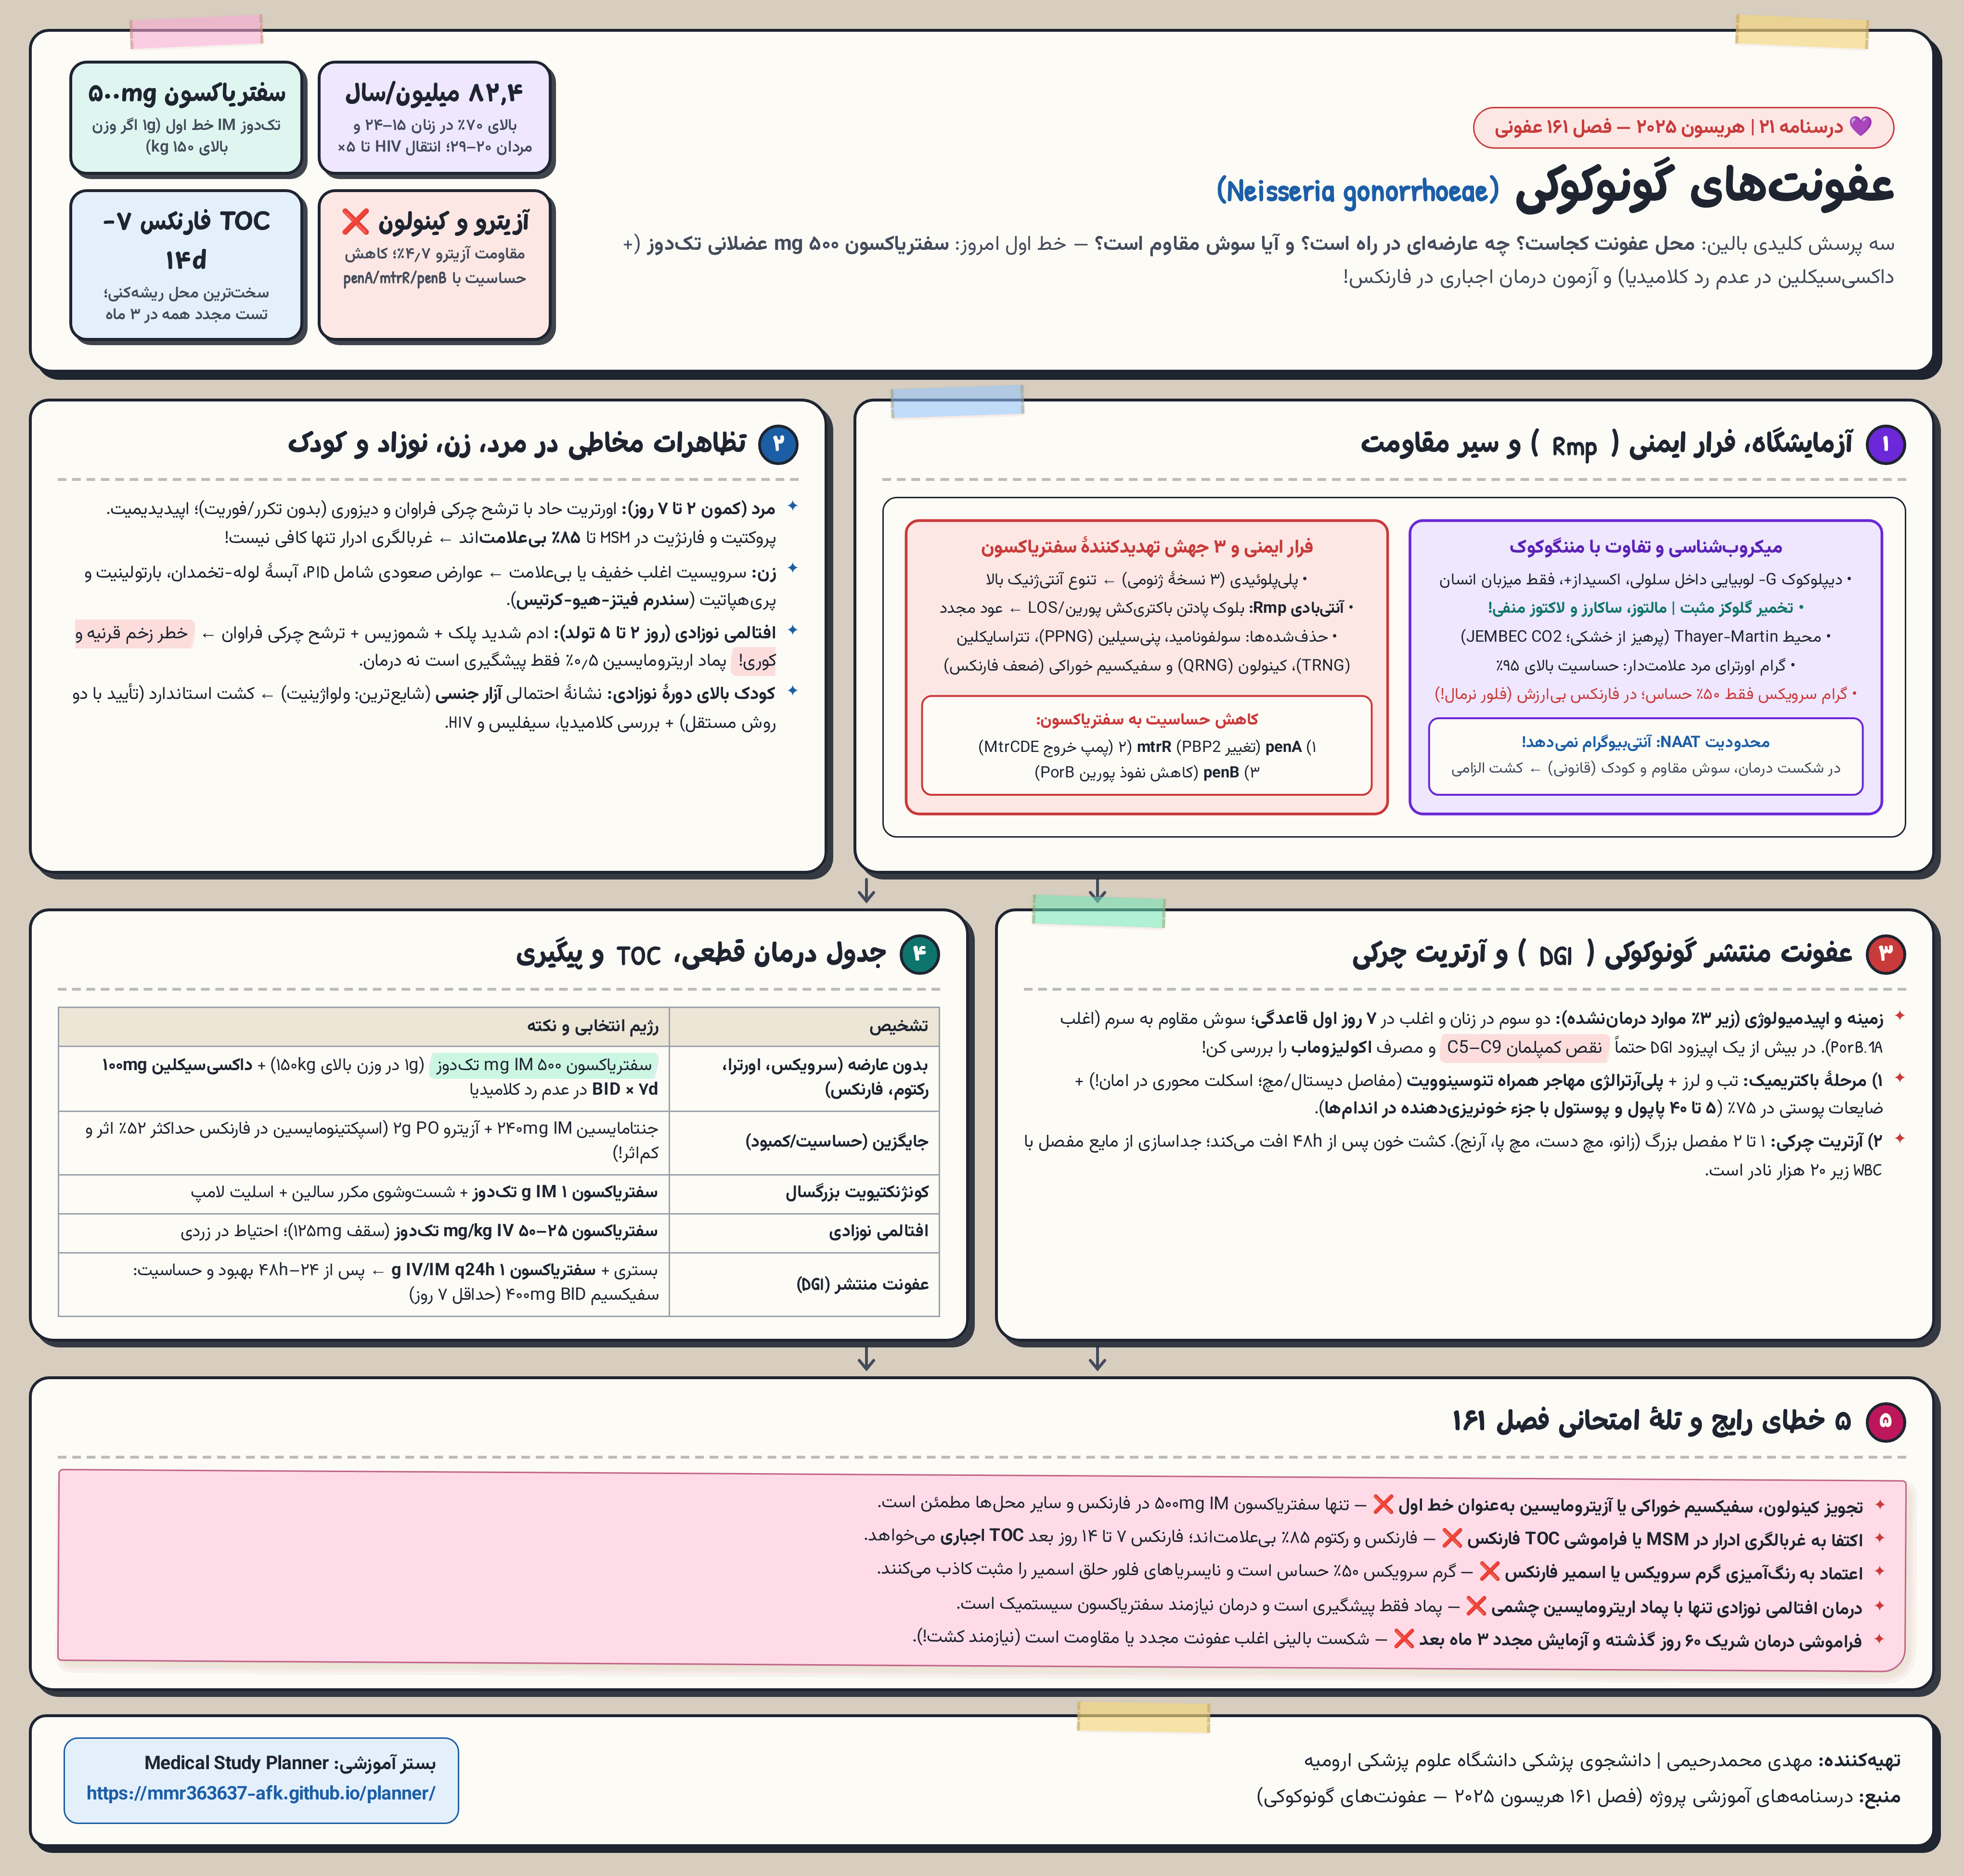 💜 درسنامه ۲۱ | هریسون ۲۰۲۵ – فصل ۱۶۱ عفونی
عفونت‌های گونوکوکی (Neisseria gonorrhoeae)
سه پرسش کلیدی بالین: محل عفونت کجاست؟ چه عارضه‌ای در راه است؟ و آیا سوش مقاوم است؟ – خط اول امروز: سفتریاکسون ۵۰۰ mg عضلانی تک‌دوز (+
داکسی‌سیکلین در عدم رد کلامیدیا) و آزمون درمان اجباری در فارنکس!
۸۲٫۴ میلیون/سال
بالای ۷۰٪ در زنان ۱۵–۲۴ و
مردان ۲۰–۲۹؛ انتقال HIV تا ۵×
سفتریاکسون ۵۰۰mg
تک‌دوز IM خط اول (۱g اگر وزن
بالای ۱۵۰ kg)
آزیترو و کینولون ❌
مقاومت آزیترو ۴٫۷٪؛ کاهش
حساسیت با penA/mtrR/penB
TOC فارنکس ۷-
۱۴d
سخت‌ترین محل ریشه‌کنی؛
تست مجدد همه در ۳ ماه
۱ آزمایشگاه، فرار ایمنی ( Rmp ) و سیر مقاومت
میکروب‌شناسی و تفاوت با مننگوکوک
• دیپلوکوک G- لوبیایی داخل سلولی، اکسیداز+، فقط میزبان انسان
• تخمیر گلوکز مثبت | مالتوز، ساکارز و لاکتوز منفی!
• محیط Thayer-Martin (پرهیز از خشکی؛ JEMBEC CO2)
• گرام اورترای مرد علامت‌دار: حساسیت بالای ۹۵٪
• گرام سرویکس فقط ۵۰٪ حساس؛ در فارنکس بی‌ارزش (فلور نرمال!)
محدودیت NAAT: آنتی‌بیوگرام نمی‌دهد!
در شکست درمان، سوش مقاوم و کودک (قانونی) ← کشت الزامی
فرار ایمنی و ۳ جهش تهدیدکنندهٔ سفتریاکسون
• پلی‌پلوئیدی (۳ نسخهٔ ژنومی) ← تنوع آنتی‌ژنیک بالا
• آنتی‌بادی Rmp: بلوک پادتن باکتری‌کش پورین/LOS ← عود مجدد
• حذف‌شده‌ها: سولفونامید، پنی‌سیلین (PPNG)، تتراسایکلین
(TRNG)، کینولون (QRNG) و سفیکسیم خوراکی (ضعف فارنکس)
کاهش حساسیت به سفتریاکسون:
۱) penA (تغییر PBP2) ۲) mtrR (پمپ خروج MtrCDE)
۳) penB (کاهش نفوذ پورین PorB)
۲ تظاهرات مخاطی در مرد، زن، نوزاد و کودک
✦ مرد (کمون ۲ تا ۷ روز): اورتریت حاد با ترشح چرکی فراوان و دیزوری (بدون تکرر/فوریت)؛ اپیدیدیمیت.
پروکتیت و فارنژیت در MSM تا ۸۵٪ بی‌علامت‌اند ← غربالگری ادرار تنها کافی نیست!
✦ زن: سرویسیت اغلب خفیف یا بی‌علامت ← عوارض صعودی شامل PID، آبسهٔ لوله-تخمدان، بارتولینیت و
پری‌هپاتیت (سندرم فیتز-هیو-کرتیس).
✦ افتالمی نوزادی (روز ۲ تا ۵ تولد): ادم شدید پلک + شموزیس + ترشح چرکی فراوان ← خطر زخم قرنیه و
کوری! پماد اریترومایسین ۰٫۵٪ فقط پیشگیری است نه درمان.
✦ کودک بالای دورهٔ نوزادی: نشانهٔ احتمالی آزار جنسی (شایع‌ترین: ولواژینیت) ← کشت استاندارد (تأیید با دو
روش مستقل) + بررسی کلامیدیا، سیفلیس و HIV.
۳ عفونت منتشر گونوکوکی ( DGI ) و آرتریت چرکی
✦ زمینه و اپیدمیولوژی (زیر ۳٪ موارد درمان‌نشده): دو سوم در زنان و اغلب در ۷ روز اول قاعدگی؛ سوش مقاوم به سرم (اغلب
PorB.1A). در بیش از یک اپیزود DGI حتماً نقص کمپلمان C5–C9 و مصرف اکولیزوماب را بررسی کن!
✦ ۱) مرحلهٔ باکتریمیک: تب و لرز + پلی‌آرترالژی مهاجر همراه تنوسینوویت (مفاصل دیستال/مچ؛ اسکلت محوری در امان!) +
ضایعات پوستی در ۷۵٪ (۵ تا ۴۰ پاپول و پوستول با جزء خونریزی‌دهنده در اندام‌ها).
✦ ۲) آرتریت چرکی: ۱ تا ۲ مفصل بزرگ (زانو، مچ دست، مچ پا، آرنج). کشت خون پس از ۴۸h افت می‌کند؛ جداسازی از مایع مفصل با
WBC زیر ۲۰ هزار نادر است.
۴ جدول درمان قطعی، TOC و پیگیری
تشخیص
رژیم انتخابی و نکته
بدون عارضه (سرویکس، اورترا،
رکتوم، فارنکس)
سفتریاکسون ۵۰۰ mg IM تک‌دوز (۱g در وزن بالای ۱۵۰kg) + داکسی‌سیکلین ۱۰۰mg
BID × ۷d در عدم رد کلامیدیا
جایگزین (حساسیت/کمبود)
جنتامایسین ۲۴۰mg IM + آزیترو ۲g PO (اسپکتینومایسین در فارنکس حداکثر ۵۲٪ اثر و
کم‌اثر!)
کونژنکتیویت بزرگسال
سفتریاکسون ۱ g IM تک‌دوز + شست‌وشوی مکرر سالین + اسلیت لامپ
افتالمی نوزادی
سفتریاکسون ۲۵–۵۰ mg/kg IV تک‌دوز (سقف ۱۲۵mg)؛ احتیاط در زردی
عفونت منتشر (DGI)
بستری + سفتریاکسون ۱ g IV/IM q24h ← پس از ۲۴–۴۸h بهبود و حساسیت:
سفیکسیم ۴۰۰mg BID (حداقل ۷ روز)
۵ ۵ خطای رایج و تلهٔ امتحانی فصل ۱۶۱
✦ تجویز کینولون، سفیکسیم خوراکی یا آزیترومایسین به‌عنوان خط اول ❌ – تنها سفتریاکسون ۵۰۰mg IM در فارنکس و سایر محل‌ها مطمئن است.
✦ اکتفا به غربالگری ادرار در MSM یا فراموشی TOC فارنکس ❌ – فارنکس و رکتوم ۸۵٪ بی‌علامت‌اند؛ فارنکس ۷ تا ۱۴ روز بعد TOC اجباری می‌خواهد.
✦ اعتماد به رنگ‌آمیزی گرم سرویکس یا اسمیر فارنکس ❌ – گرم سرویکس ۵۰٪ حساس است و نایسریاهای فلور حلق اسمیر را مثبت کاذب می‌کنند.
✦ درمان افتالمی نوزادی تنها با پماد اریترومایسین چشمی ❌ – پماد فقط پیشگیری است و درمان نیازمند سفتریاکسون سیستمیک است.
✦ فراموشی درمان شریک ۶۰ روز گذشته و آزمایش مجدد ۳ ماه بعد ❌ – شکست بالینی اغلب عفونت مجدد یا مقاومت است (نیازمند کشت!).
تهیه‌کننده: مهدی محمدرحیمی | دانشجوی پزشکی دانشگاه علوم پزشکی ارومیه
منبع: درسنامه‌های آموزشی پروژه (فصل ۱۶۱ هریسون ۲۰۲۵ – عفونت‌های گونوکوکی)
بستر آموزشی: Medical Study Planner
https://mmr363637-afk.github.io/planner/